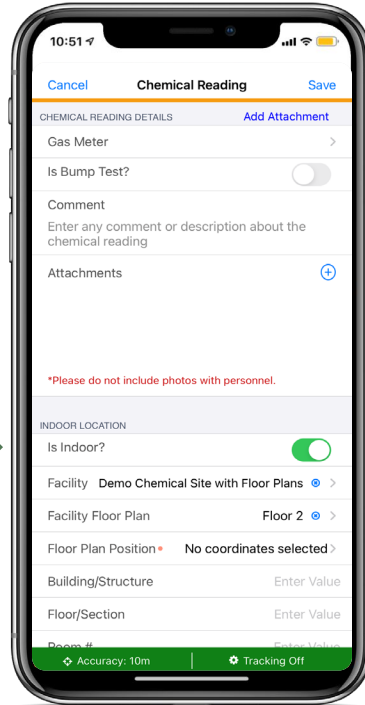 10:51
Cancel Chemical Reading Save
CHEMICAL READING DETAILS Add Attachment
Gas Meter
Is Bump Test?
Comment
Enter any comment or description about the
chemical reading
Attachments
*Please do not include photos with personnel.
INDOOR LOCATION
Is Indoor?
Facility Demo Chemical Site with Floor Plans
Facility Floor Plan Floor 2
Floor Plan Position• No coordinates selected
Building/Structure Enter Value
Floor/Section Enter Value
Room # Enter Value
Accuracy: 10m Tracking Off